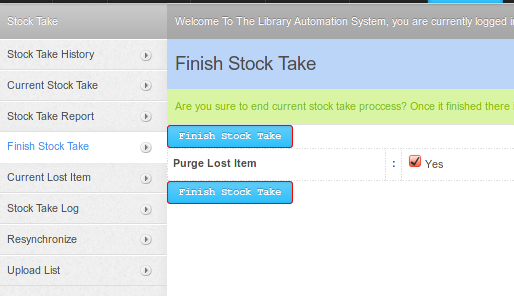 Stock Take
Welcome To The Library Automation System, you are currently logged
Stock Take History
Current Stock Take
Stock Take Report
Finish Stock Take
Current Lost Item
Stock Take Log
Resynchronize
Upload List
Finish Stock Take
Are you sure to end current stock take proccess? Once it finished there
Finish Stock Take
Purge Lost Item : Yes
Finish Stock Take